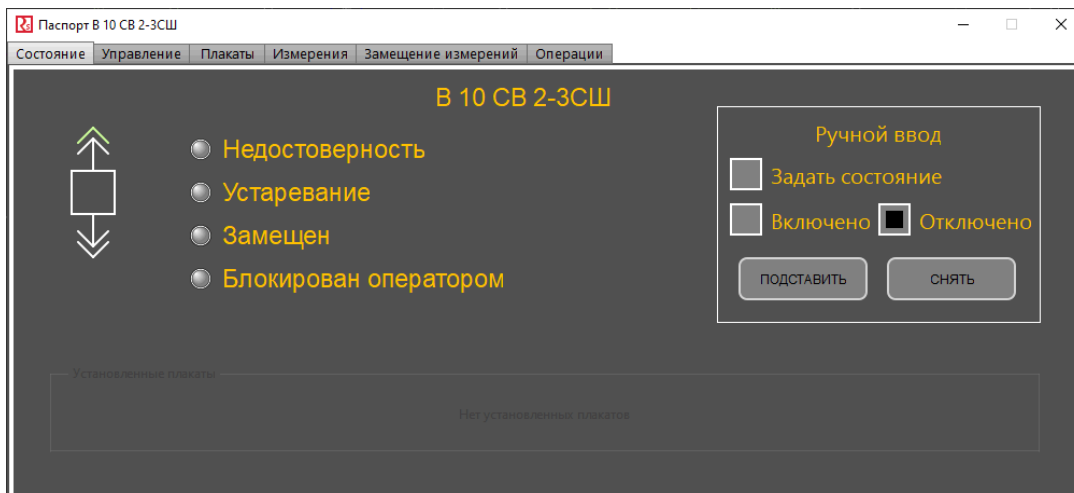 Паспорт В 10 СВ 2-3СШ
Состояние Управление Плакаты Измерения Замещение измерений Операции
В 10 СВ 2-3СШ
Недостоверность
Устаревание
Замещен
Блокирован оператором
Ручной ввод
Задать состояние
Включено Отключено
ПОДСТАВИТЬ СНЯТЬ
Установленные плакаты
Нет установленных плакатов